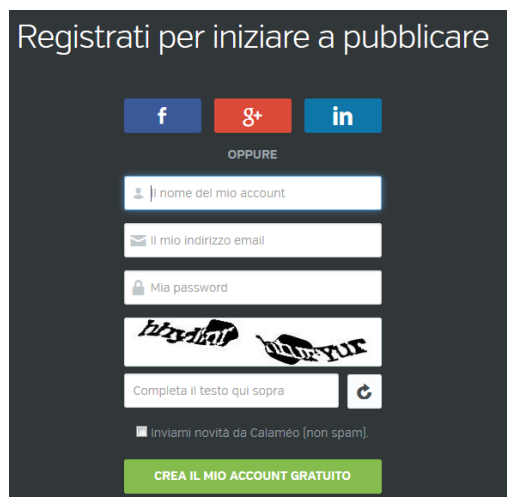 Registrati per iniziare a pubblicare
f g+ in
OPPURE
Il nome del mio account
Il mio indirizzo email
Mia password
Completa il testo qui sopra
Inviami novità da Calaméo (non spam).
CREA IL MIO ACCOUNT GRATUITO